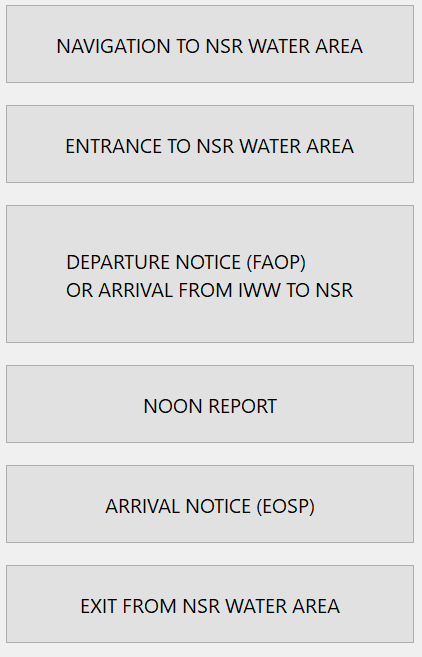 NAVIGATION TO NSR WATER AREA
ENTRANCE TO NSR WATER AREA
DEPARTURE NOTICE (FAOP)
OR ARRIVAL FROM IWW TO NSR
NOON REPORT
ARRIVAL NOTICE (EOSP)
EXIT FROM NSR WATER AREA